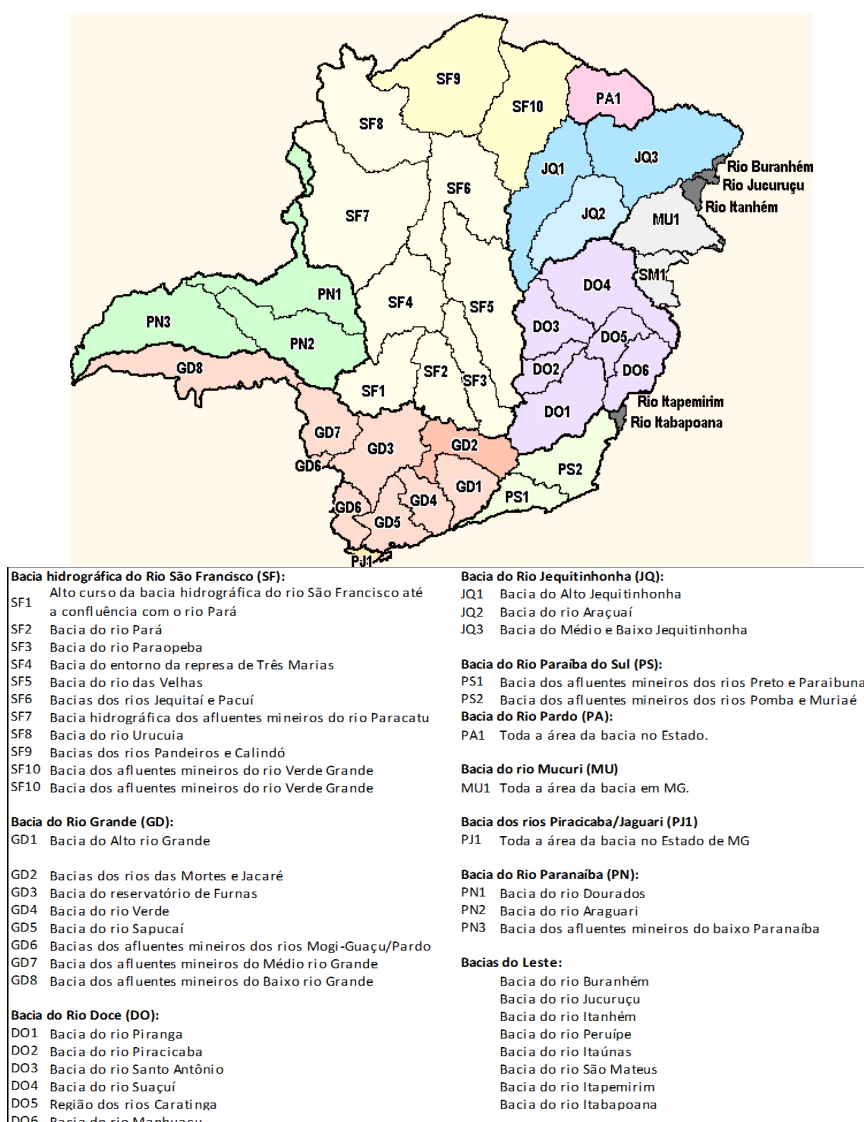 SF9
SF10
PA1
SF8
JQ1
JQ3
Rio Buranhém
Rio Jucuruçu
SF6
Rio Itanhém
SF7
JQ2
MU1
SM1
PN1
SF4
DO4
PN3
SF5
DO3
PN2
DO5
GD8
SF2
DO2
DO6
SF1
SF3
Rio Itapemirim
DO1
Rio Itabapoana
GD7
GD3
GD2
GD6
PS2
GD1
GD4
PS1
GD6
GD5
PJ1
Bacia hidrográfica do Rio São Francisco (SF):
SF1 Alto curso da bacia hidrográfica do rio São Francisco até
a confluência com o rio Pará
SF2 Bacia do rio Pará
SF3 Bacia do rio Paraopeba
SF4 Bacia do entorno da represa de Três Marias
SF5 Bacia do rio das Velhas
SF6 Bacias dos rios Jequitaí e Pacuí
SF7 Bacia hidrográfica dos afluentes mineiros do rio Paracatu
SF8 Bacia do rio Urucuia
SF9 Bacias dos rios Pandeiros e Calindó
SF10 Bacia dos afluentes mineiros do rio Verde Grande
SF10 Bacia dos afluentes mineiros do rio Verde Grande
Bacia do Rio Grande (GD):
GD1 Bacia do Alto rio Grande
GD2 Bacias dos rios das Mortes e Jacaré
GD3 Bacia do reservatório de Furnas
GD4 Bacia do rio Verde
GD5 Bacia do rio Sapucaí
GD6 Bacias dos afluentes mineiros dos rios Mogi-Guaçu/Pardo
GD7 Bacia dos afluentes mineiros do Médio rio Grande
GD8 Bacia dos afluentes mineiros do Baixo rio Grande
Bacia do Rio Doce (DO):
DO1 Bacia do rio Piranga
DO2 Bacia do rio Piracicaba
DO3 Bacia do rio Santo Antônio
DO4 Bacia do rio Suaçuí
DO5 Região dos rios Caratinga
DO6 Bacia do rio Manhuaçu
Bacia do Rio Jequitinhonha (JQ):
JQ1 Bacia do Alto Jequitinhonha
JQ2 Bacia do rio Araçuaí
JQ3 Bacia do Médio e Baixo Jequitinhonha
Bacia do Rio Paraíba do Sul (PS):
PS1 Bacia dos afluentes mineiros dos rios Preto e Paraibuna
PS2 Bacia dos afluentes mineiros dos rios Pomba e Muriaé
Bacia do Rio Pardo (PA):
PA1 Toda a área da bacia no Estado.
Bacia do rio Mucuri (MU)
MU1 Toda a área da bacia em MG.
Bacia dos rios Piracicaba/Jaguari (PJ1)
PJ1 Toda a área da bacia no Estado de MG
Bacia do Rio Paranaíba (PN):
PN1 Bacia do rio Dourados
PN2 Bacia do rio Araguari
PN3 Bacia dos afluentes mineiros do baixo Paranaíba
Bacias do Leste:
Bacia do rio Buranhém
Bacia do rio Jucuruçu
Bacia do rio Itanhém
Bacia do rio Peruípe
Bacia do rio Itaúnas
Bacia do rio São Mateus
Bacia do rio Itapemirim
Bacia do rio Itabapoana